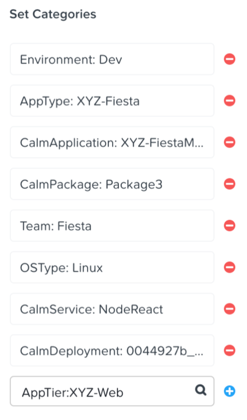 Set Categories
Environment: Dev
AppType: XYZ-Fiesta
CalmApplication: XYZ-FiestaM...
CalmPackage: Package3
Team: Fiesta
OSType: Linux
CalmService: NodeReact
CalmDeployment: 0044927b_...
AppTier:XYZ-Web